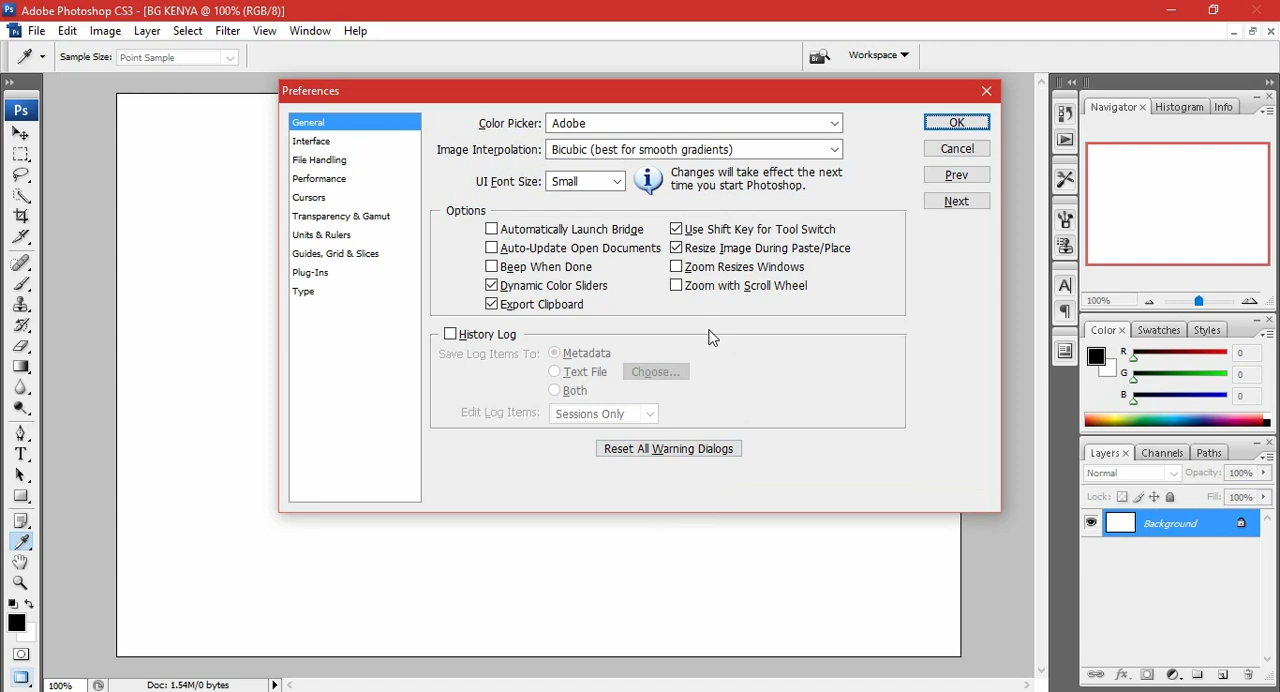 Ps Adobe Photoshop CS3 - [BG KENYA @ 100% (RGB/8)]
Ps File Edit Image Layer Select Filter View Window Help
Sample Size: Point Sample Br Workspace
Ps
Preferences
General
Interface
File Handling
Performance
Cursors
Transparency & Gamut
Units & Rulers
Guides, Grid & Slices
Plug-Ins
Type
Color Picker: Adobe
Image Interpolation: Bicubic (best for smooth gradients)
UI Font Size: Small
Changes will take effect the next
time you start Photoshop.
Options
Automatically Launch Bridge
Auto-Update Open Documents
Beep When Done
Dynamic Color Sliders
Export Clipboard
Use Shift Key for Tool Switch
Resize Image During Paste/Place
Zoom Resizes Windows
Zoom with Scroll Wheel
History Log
Save Log Items To: Metadata
Text File Choose...
Both
Edit Log Items: Sessions Only
Reset All Warning Dialogs
OK
Cancel
Prev
Next
Navigator x Histogram Info
100%
Color x Swatches Styles
R 0
G 0
B 0
Layers x Channels Paths
Normal Opacity: 100%
Lock: Fill: 100%
Background
100% Doc: 1.54M/0 bytes